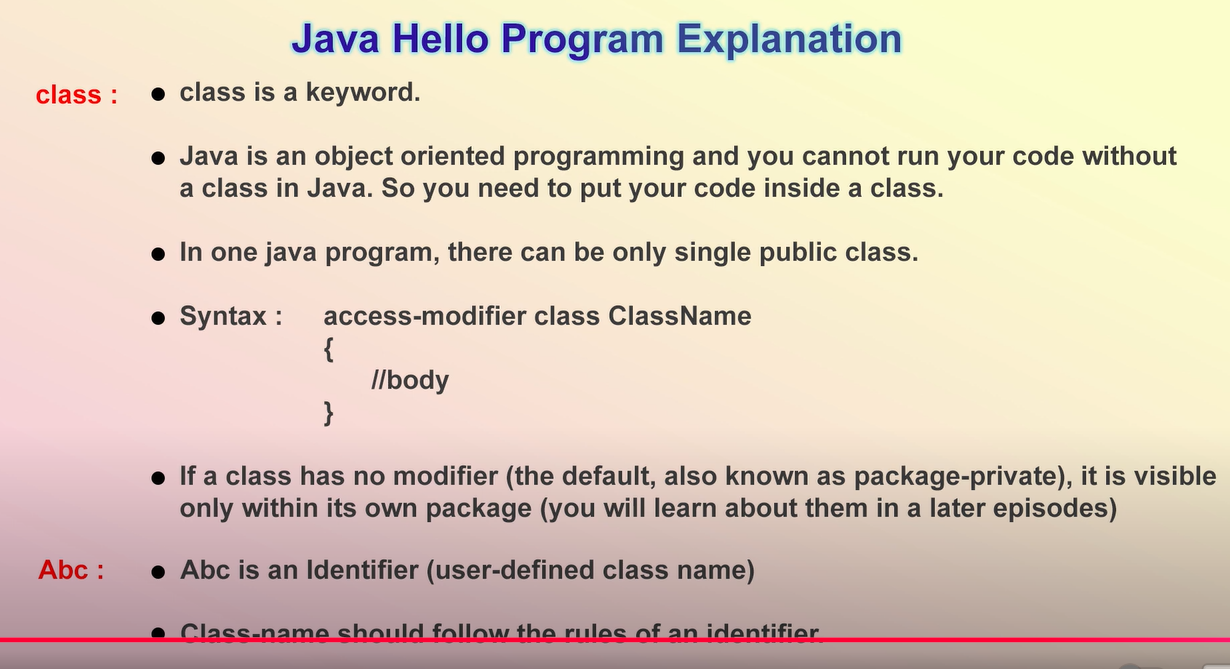 Java Hello Program Explanation
class : ● class is a keyword.
● Java is an object oriented programming and you cannot run your code without
a class in Java. So you need to put your code inside a class.
● In one java program, there can be only single public class.
● Syntax : access-modifier class ClassName
{
//body
}
● If a class has no modifier (the default, also known as package-private), it is visible
only within its own package (you will learn about them in a later episodes)
Abc : ● Abc is an Identifier (user-defined class name)
● Class-name should follow the rules of an identifier.